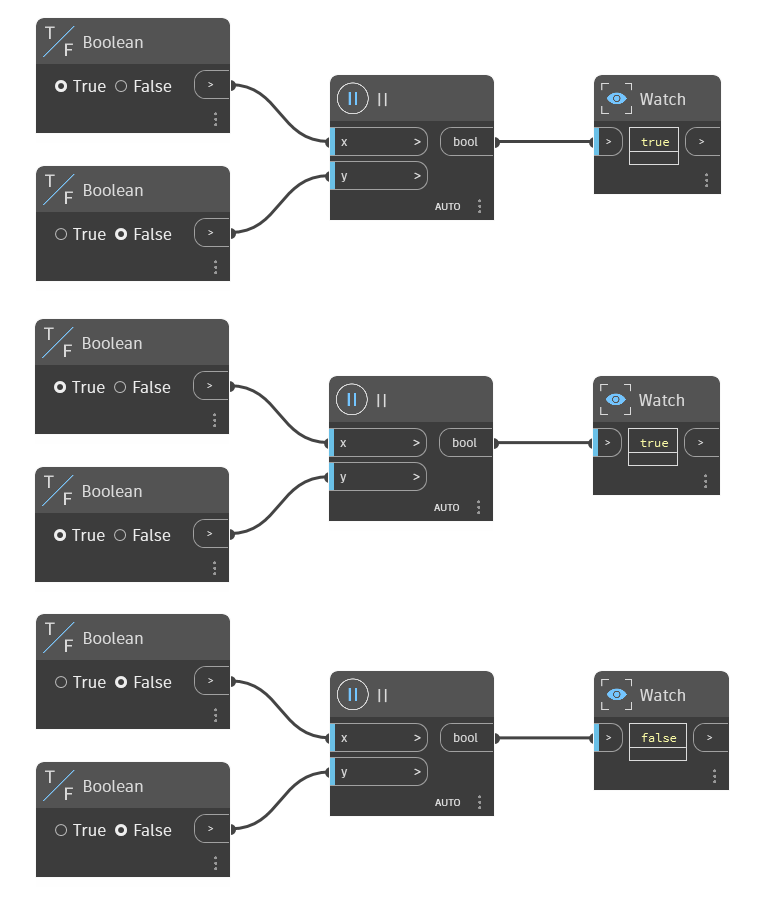 T/F Boolean
True False >
|| ||
Watch
x >
bool
> true >
y >
AUTO
T/F Boolean
True False >
T/F Boolean
True False >
|| ||
Watch
x >
bool
> true >
y >
AUTO
T/F Boolean
True False >
T/F Boolean
True False >
|| ||
Watch
x >
bool
> false >
y >
AUTO
T/F Boolean
True False >